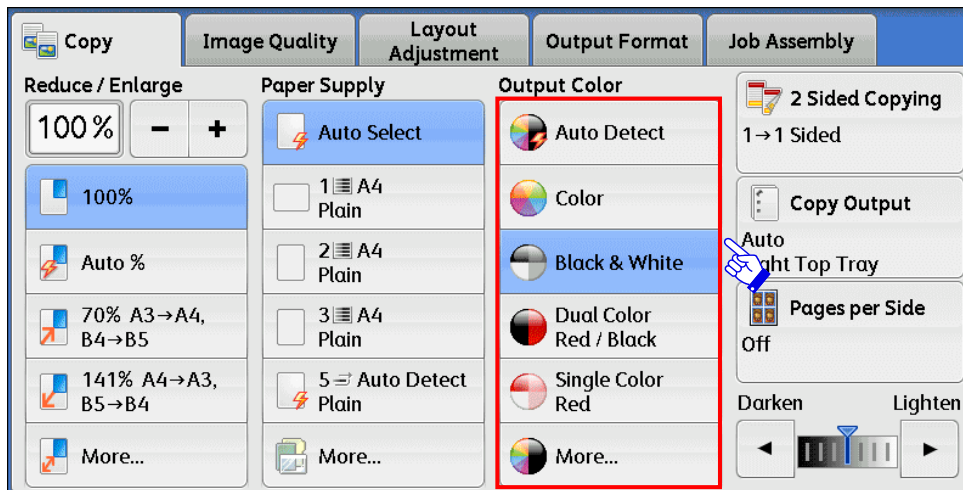 Copy
Image Quality
Layout
Adjustment
Output Format
Job Assembly
Reduce / Enlarge
100%
−
+
100%
Auto %
70% A3→A4,
B4→B5
141% A4→A3,
B5→B4
More...
Paper Supply
Auto Select
1 A4
Plain
2 A4
Plain
3 A4
Plain
5 Auto Detect
Plain
More...
Output Color
Auto Detect
Color
Black & White
Dual Color
Red / Black
Single Color
Red
More...
2 Sided Copying
1→1 Sided
Copy Output
Auto
ght Top Tray
Pages per Side
Off
Darken Lighten